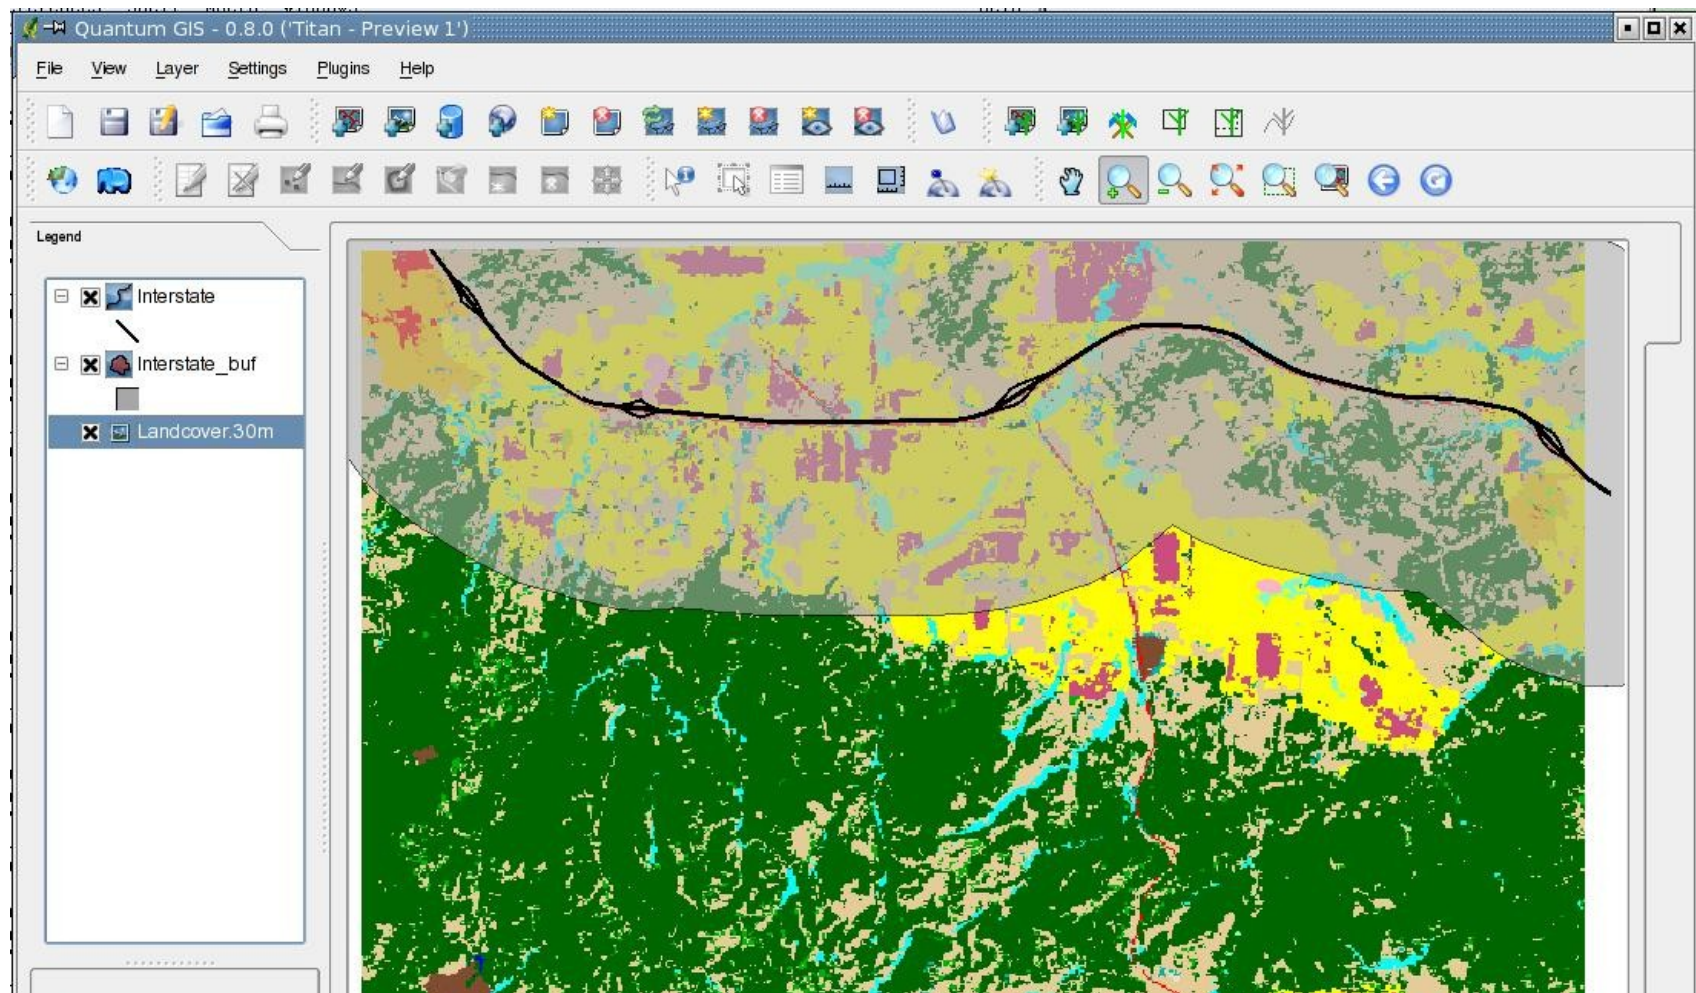 Quantum GIS - 0.8.0 ('Titan - Preview 1')
File View Layer Settings Plugins Help
Legend
Interstate
Interstate_buf
Landcover.30m